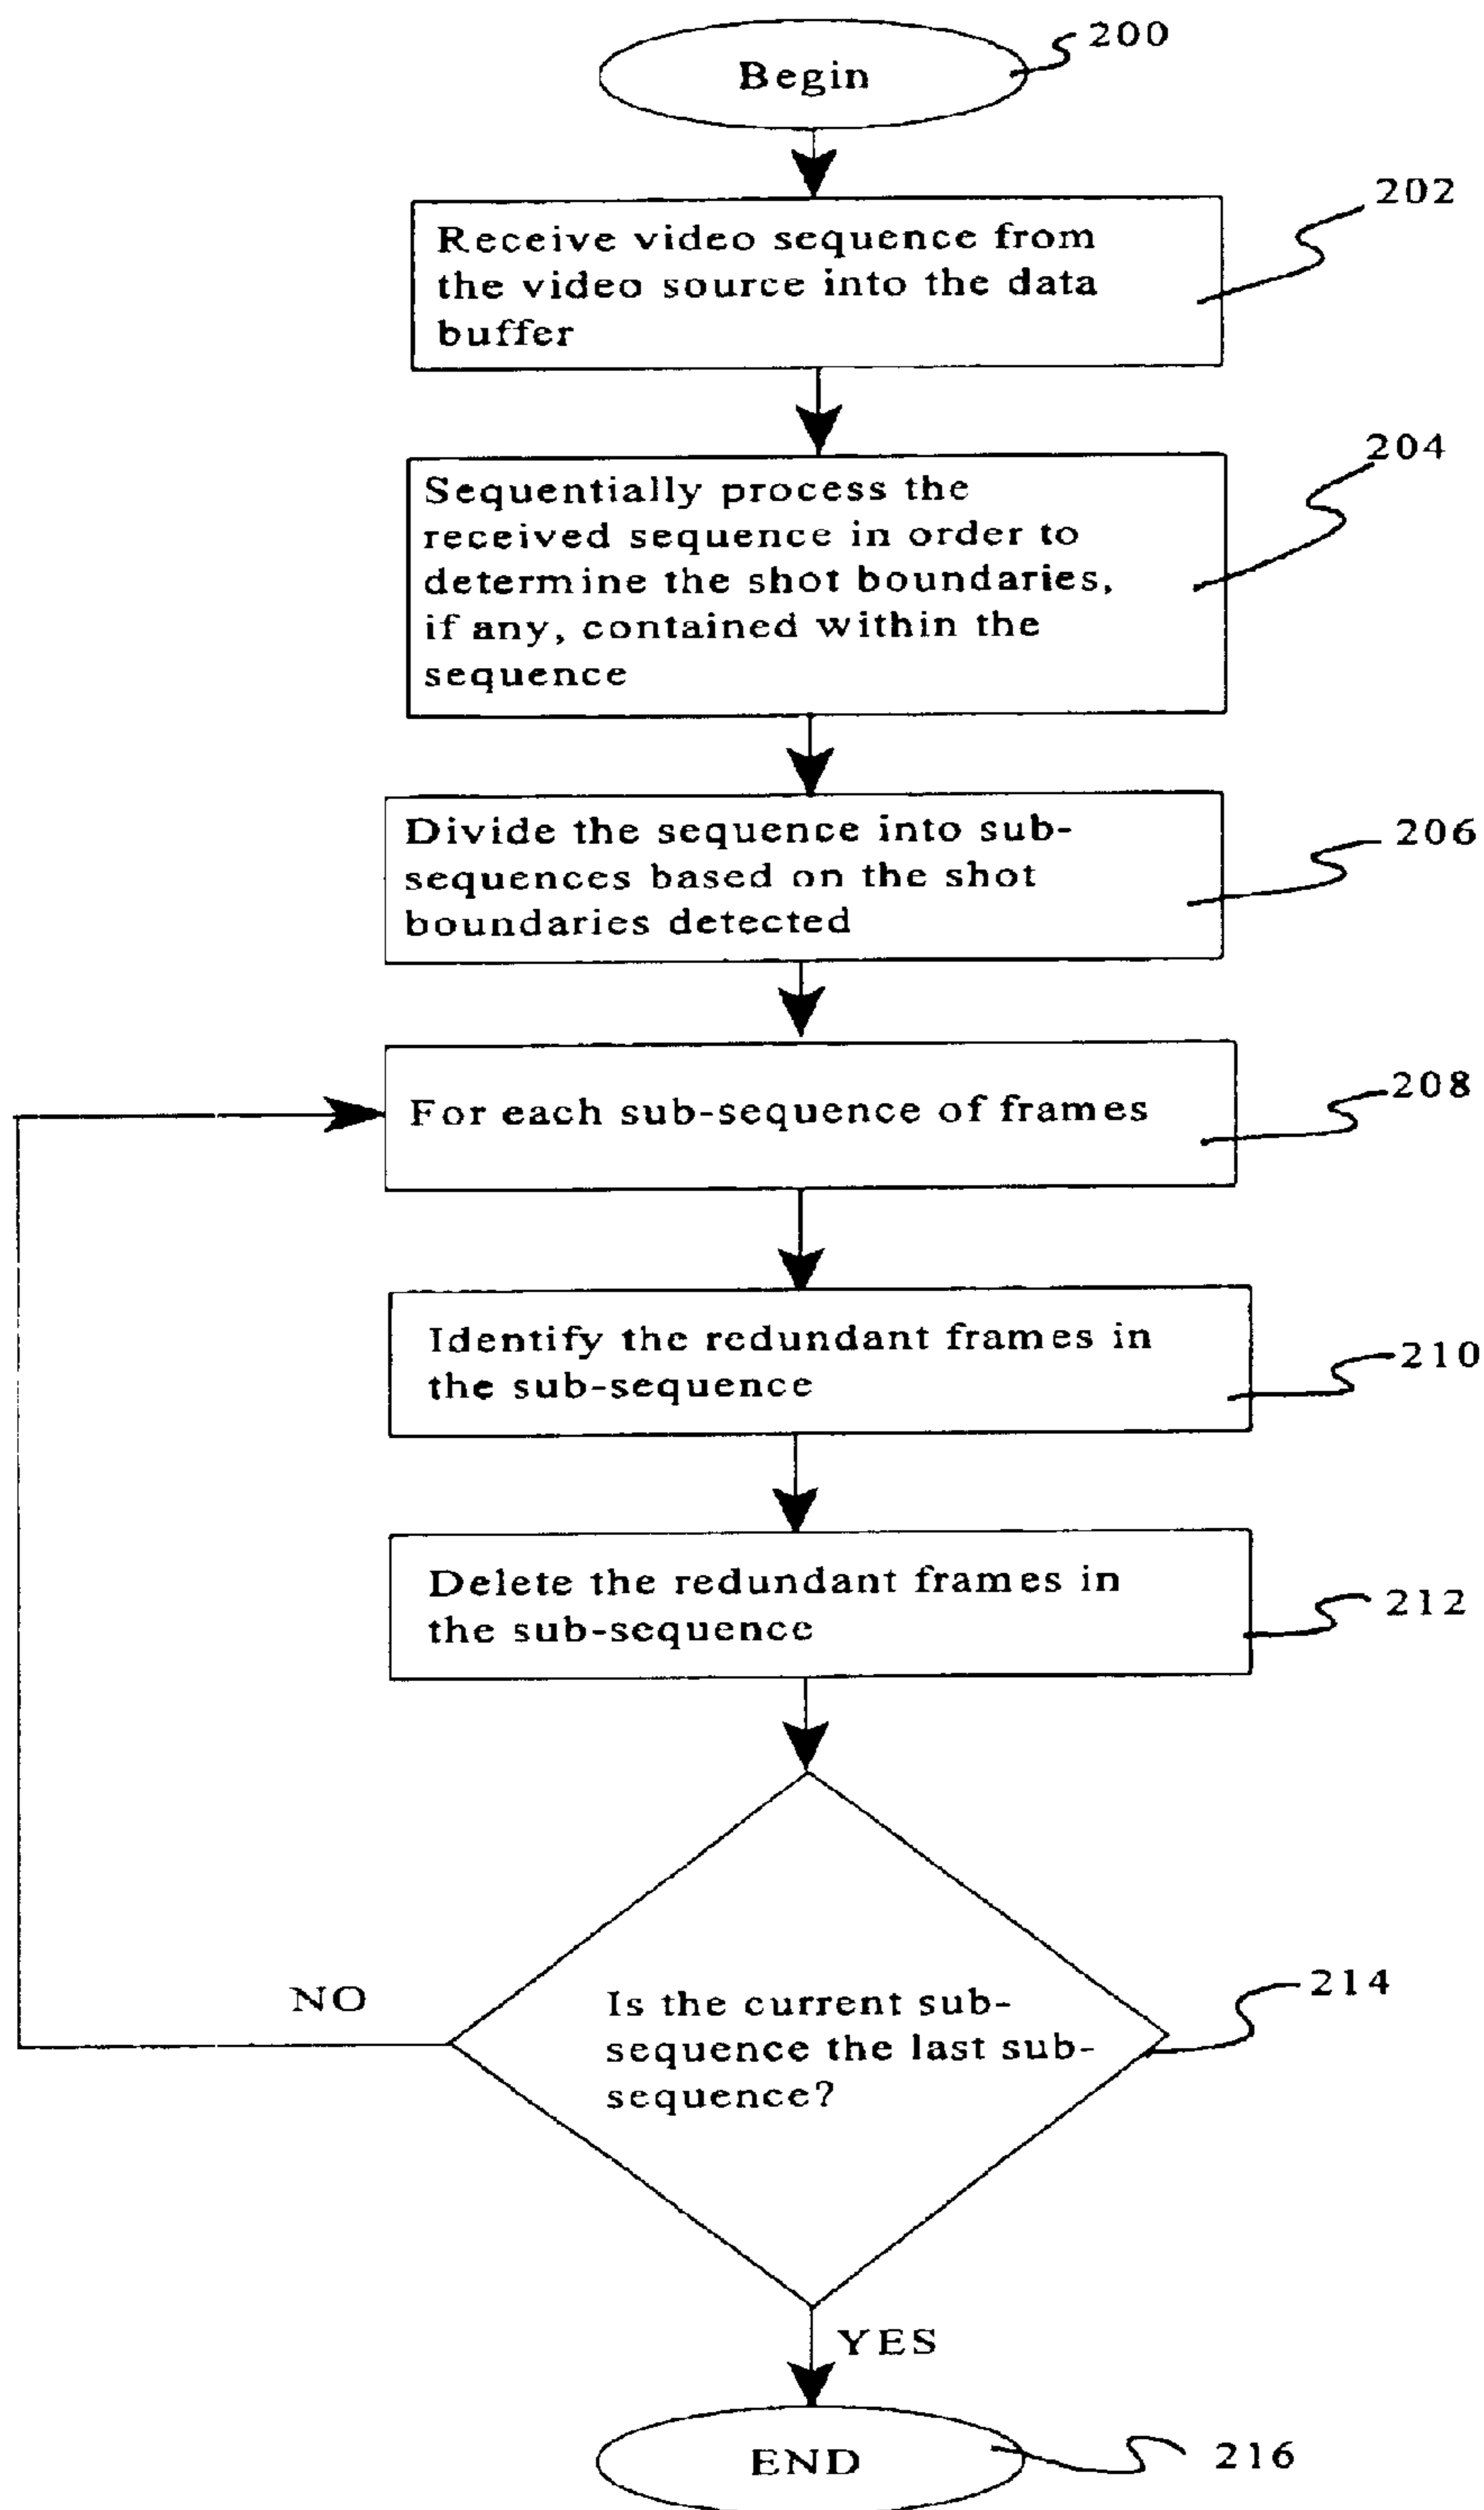 Begin
200
Receive video sequence from
the video source into the data
buffer
202
Sequentially process the
received sequence in order to
determine the shot boundaries,
if any, contained within the
sequence
204
Divide the sequence into sub-
sequences based on the shot
boundaries detected
206
For each sub-sequence of frames
208
Identify the redundant frames in
the sub-sequence
210
Delete the redundant frames in
the sub-sequence
212
Is the current sub-
sequence the last sub-
sequence?
214
NO
YES
END
216